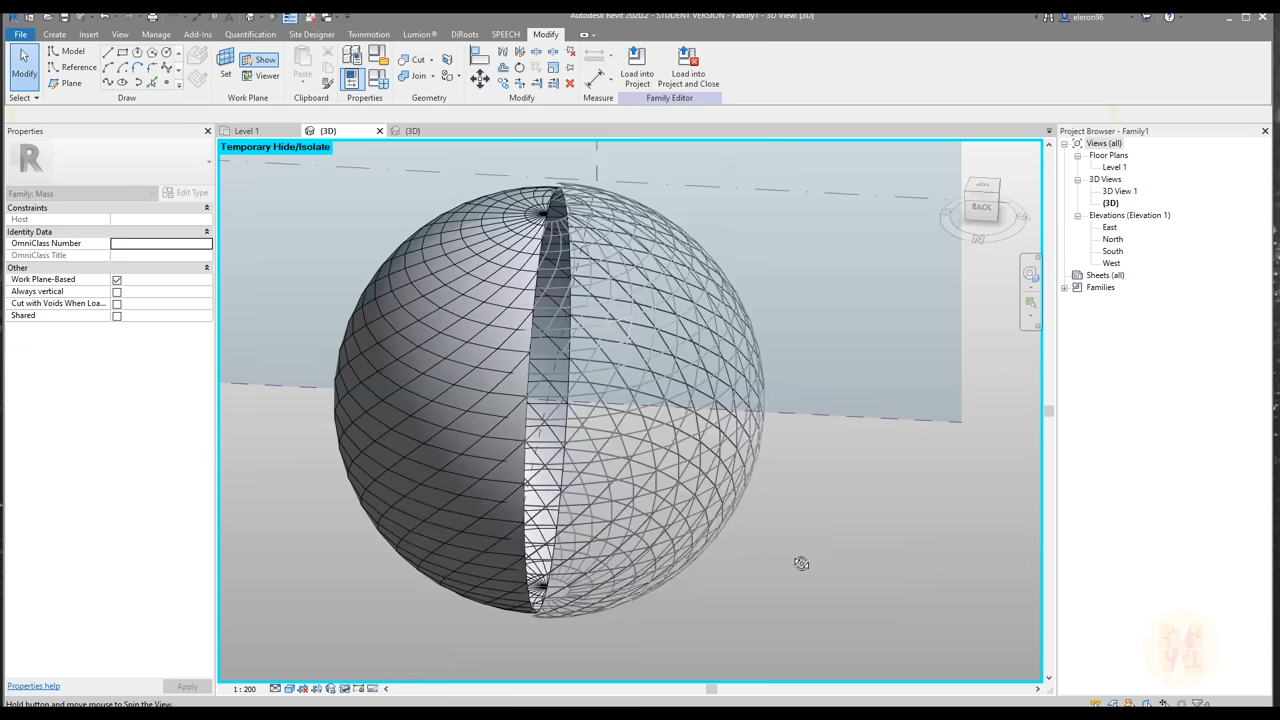 Autodesk Revit 2020.2 - STUDENT VERSION - Family1 - 3D View: {3D}
eleron96
File Create Insert View Manage Add-Ins Quantification Site Designer Twinmotion Lumion® DiRoots SPEECH Modify
Modify
Model
Reference
Plane
Set
Show
Viewer
Paste
Cut
Join
Load into
Project
Load into
Project and Close
Select Draw Work Plane Clipboard Properties Geometry Modify Measure Family Editor
Properties
Level 1
{3D}
{3D}
Project Browser - Family1
Family: Mass
Edit Type
Constraints
Host
Identity Data
OmniClass Number
OmniClass Title
Other
Work Plane-Based
Always vertical
Cut with Voids When Loa...
Shared
Properties help
Apply
Temporary Hide/Isolate
TOP
BACK
N
Views (all)
Floor Plans
Level 1
3D Views
3D View 1
{3D}
Elevations (Elevation 1)
East
North
South
West
Sheets (all)
Families
1 : 200
Hold button and move mouse to Spin the View.
:0